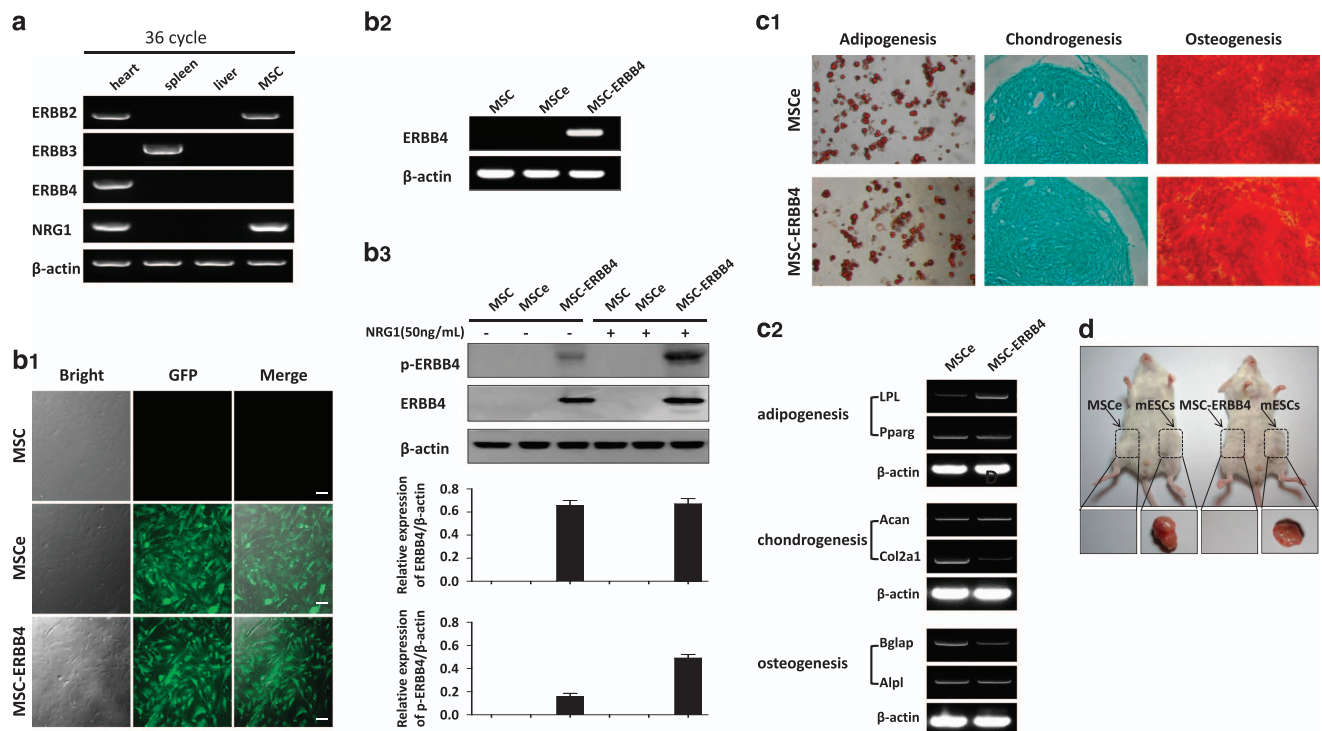 a
36 cycle
heart spleen liver MSC
ERBB2
ERBB3
ERBB4
NRG1
β-actin
b1
Bright GFP Merge
MSC
MSCe
MSC-ERBB4
b2
MSC MSCe MSC-ERBB4
ERBB4
β-actin
b3
MSC MSCe MSC-ERBB4 MSC MSCe MSC-ERBB4
NRG1(50ng/mL) - - - + + +
p-ERBB4
ERBB4
β-actin
Relative expression
of ERBB4/β-actin
0.8
0.6
0.4
0.2
0.0
Relative expression
of p-ERBB4/β-actin
0.8
0.6
0.4
0.2
0.0
c1
Adipogenesis Chondrogenesis Osteogenesis
MSCe
MSC-ERBB4
c2
MSCe MSC-ERBB4
adipogenesis
LPL
Pparg
β-actin
D
chondrogenesis
Acan
Col2a1
β-actin
osteogenesis
Bglap
Alpl
β-actin
d
MSCe mESCs MSC-ERBB4 mESCs